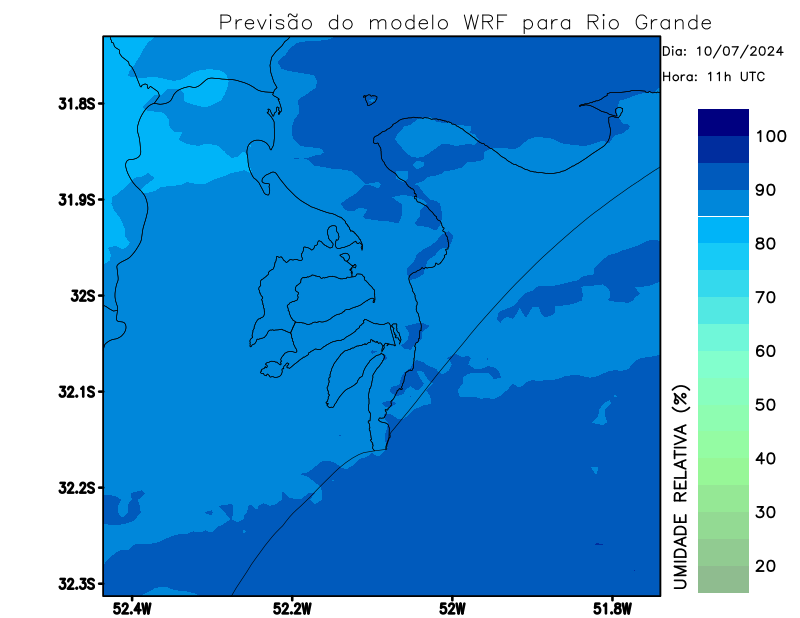 Previsão do modelo WRF para Rio Grande
Dia: 10/07/2024
Hora: 11h UTC
31.8S
31.9S
32S
32.1S
32.2S
32.3S
52.4W
52.2W
52W
51.8W
100
90
80
70
60
50
40
30
20
UMIDADE RELATIVA (%)